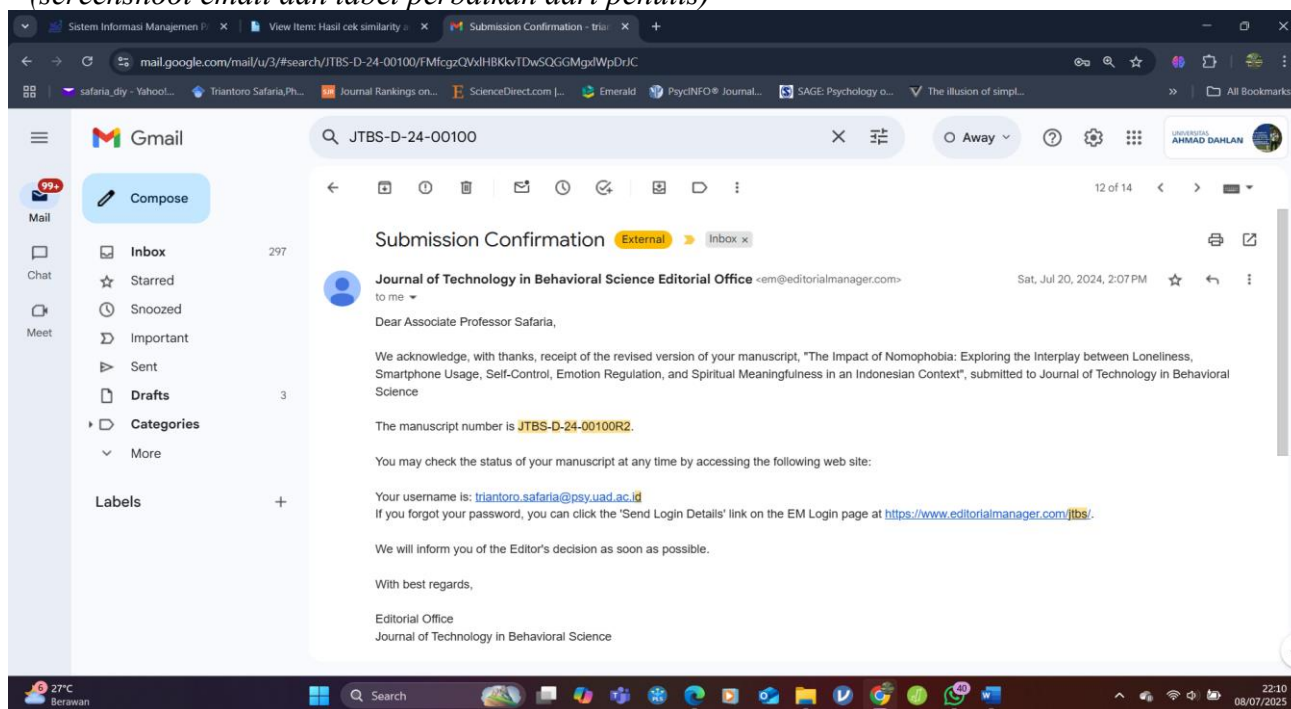 (screenshoot email dan tabel perbaikan dari penulis)
Sistem Informasi Manajemen P
View Item: Hasil cek similarity a
Submission Confirmation - trian
mail.google.com/mail/u/3/#search/JTBS-D-24-00100/FMfcgzQVxlHBKkvTDwSQGGMgxlWpDrJC
safaria_diy - Yahoo!...
Triantoro Safaria,Ph...
Journal Rankings on...
ScienceDirect.com |...
Emerald
PsycINFO® Journal...
SAGE: Psychology o...
The illusion of simpl...
All Bookmarks
Gmail
JTBS-D-24-00100
Away
UNIVERSITAS
AHMAD DAHLAN
99+
Mail
Chat
Meet
Compose
Inbox 297
Starred
Snoozed
Important
Sent
Drafts 3
Categories
More
Labels
12 of 14
Submission Confirmation External Inbox x
Journal of Technology in Behavioral Science Editorial Office <em@editorialmanager.com> Sat, Jul 20, 2024, 2:07 PM
to me
Dear Associate Professor Safaria,
We acknowledge, with thanks, receipt of the revised version of your manuscript, "The Impact of Nomophobia: Exploring the Interplay between Loneliness,
Smartphone Usage, Self-Control, Emotion Regulation, and Spiritual Meaningfulness in an Indonesian Context", submitted to Journal of Technology in Behavioral
Science
The manuscript number is JTBS-D-24-00100R2.
You may check the status of your manuscript at any time by accessing the following web site:
Your username is: triantoro.safaria@psy.uad.ac.id
If you forgot your password, you can click the 'Send Login Details' link on the EM Login page at https://www.editorialmanager.com/jtbs/.
We will inform you of the Editor's decision as soon as possible.
With best regards,
Editorial Office
Journal of Technology in Behavioral Science
6
27°C
Berawan
Search
40
22:10
08/07/2025